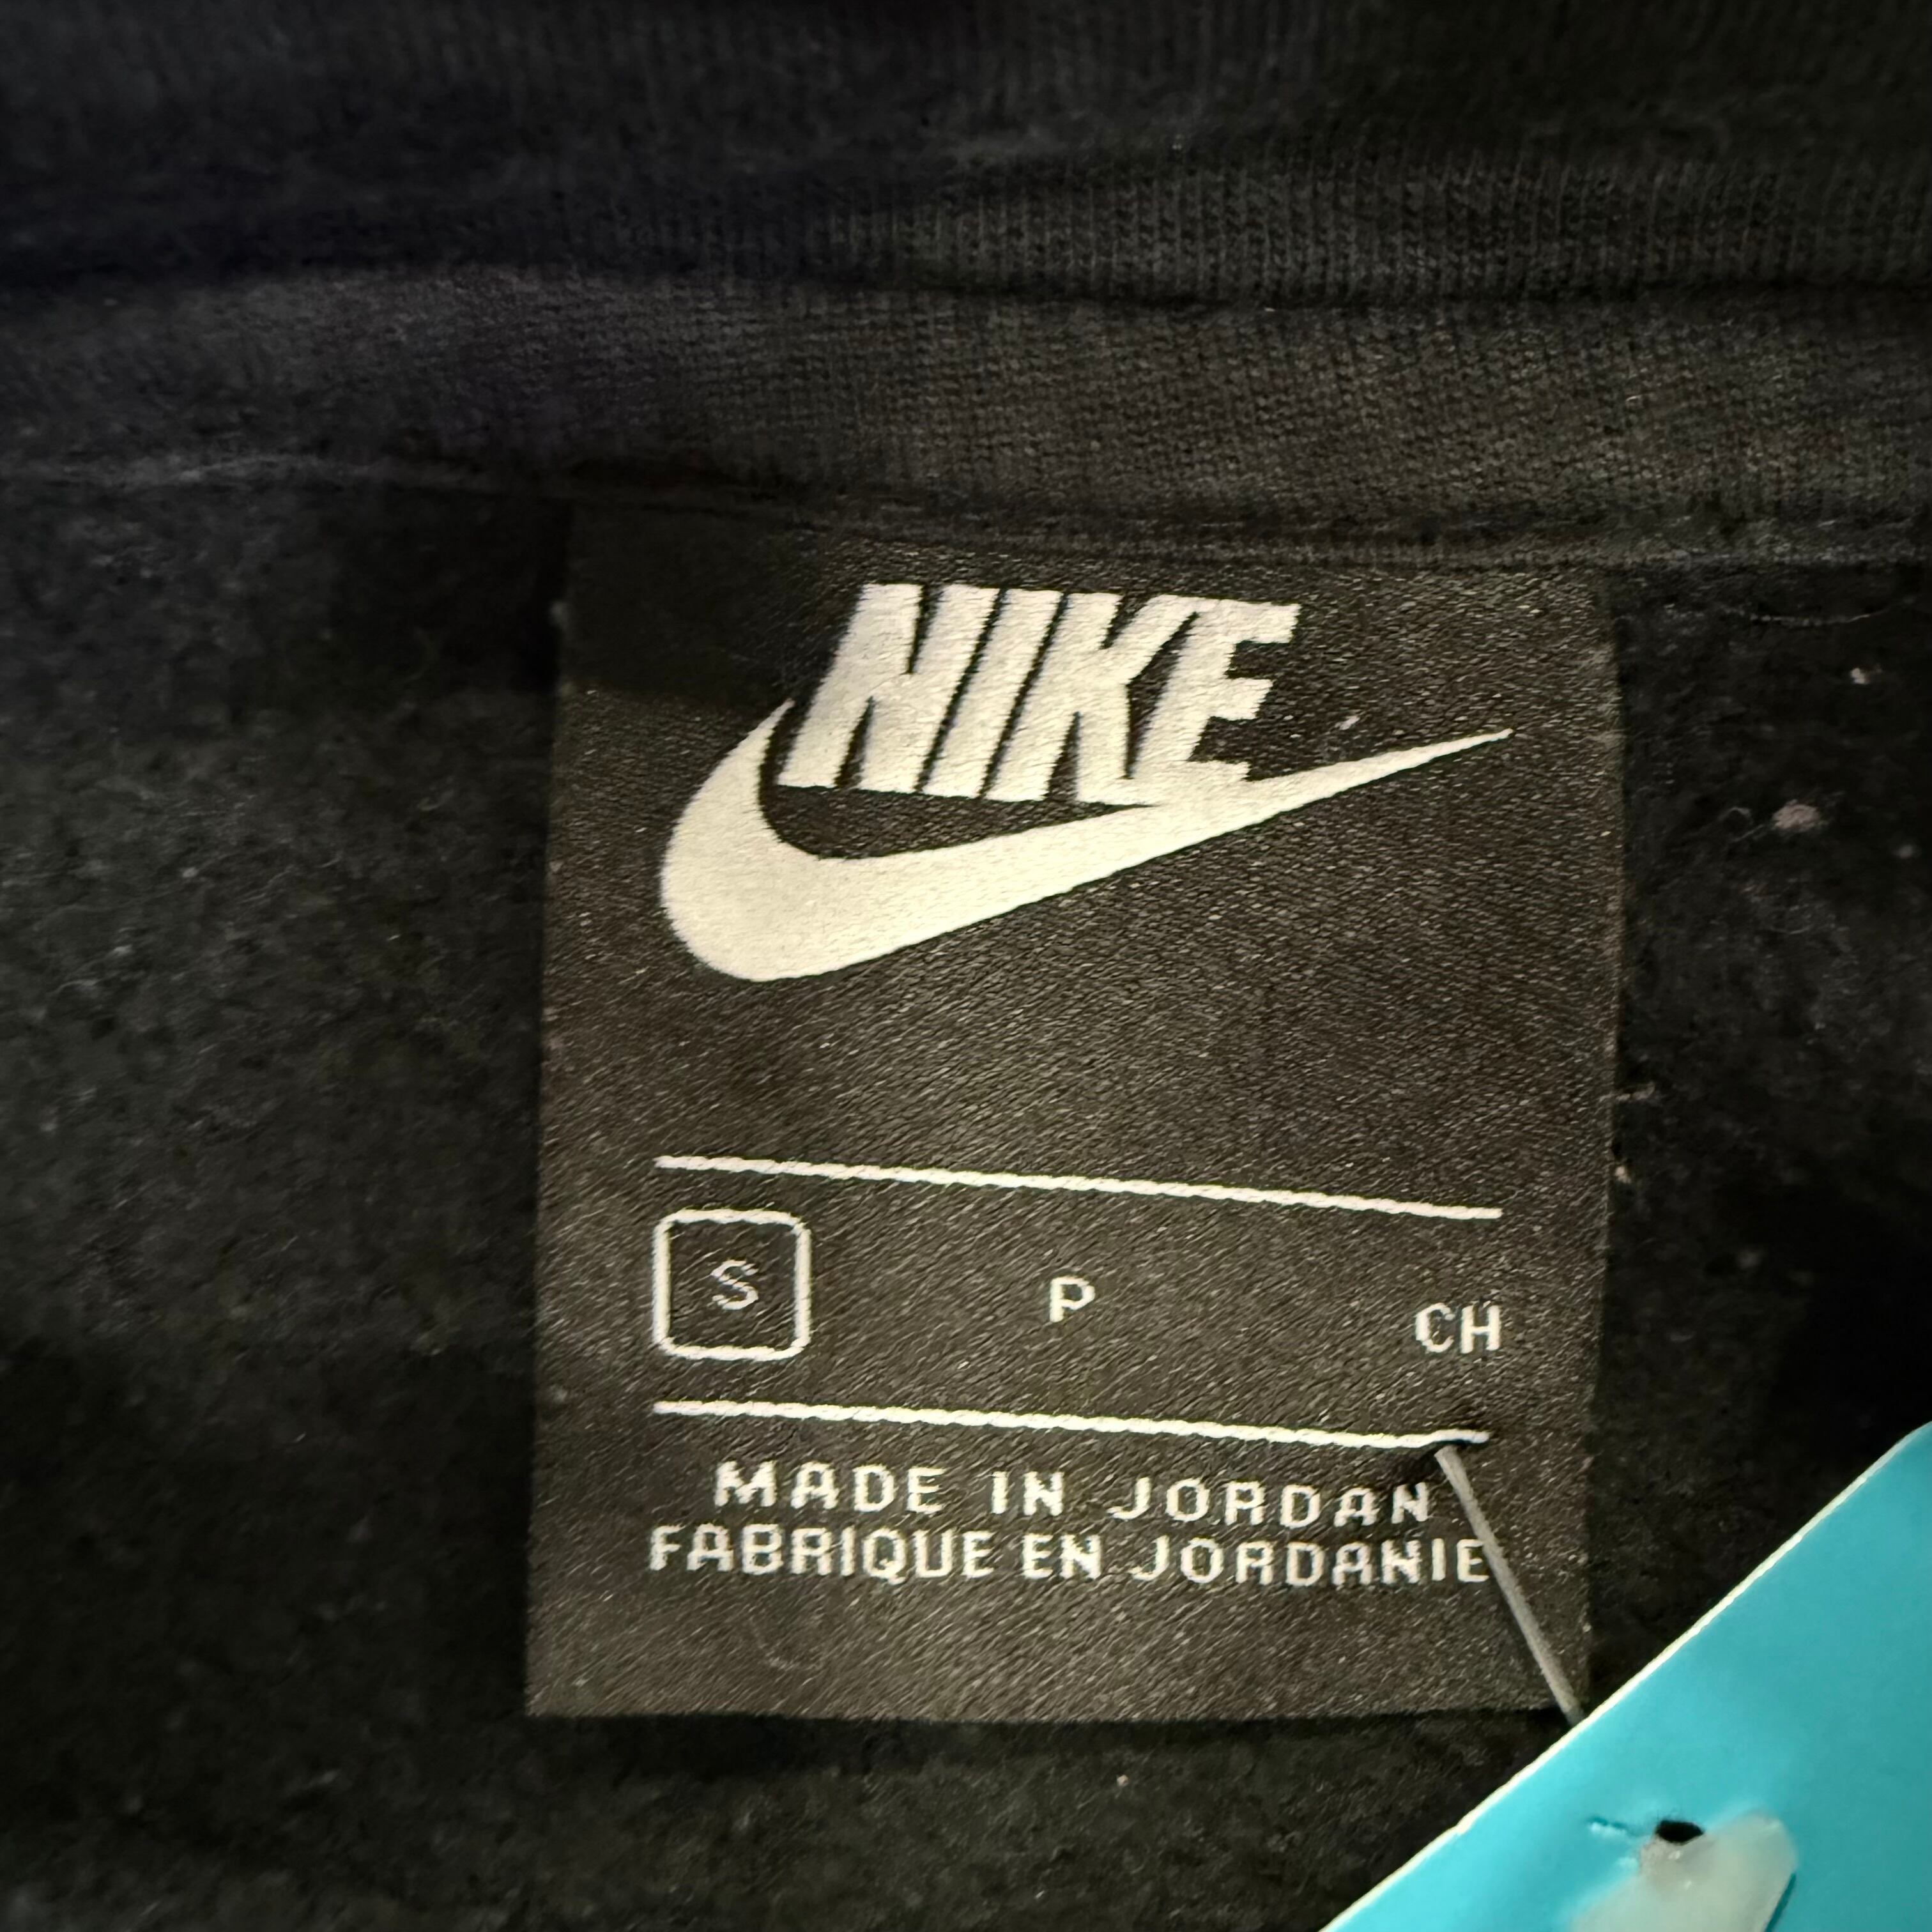 NIKE
S P CH
MADE IN JORDAN
FABRIQUE EN JORDANIE